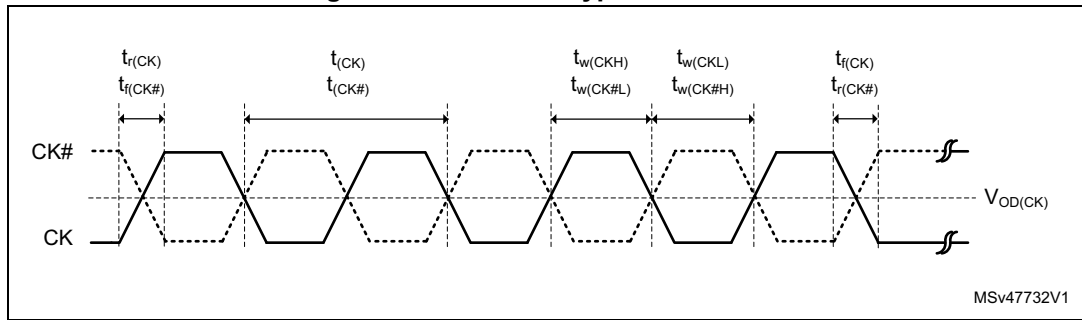 tr(CK)
tf(CK#)
t(CK)
t(CK#)
tw(CKH)
tw(CK#L)
tw(CKL)
tw(CK#H)
tf(CK)
tr(CK#)
CK#
VOD(CK)
CK
MSv47732V1